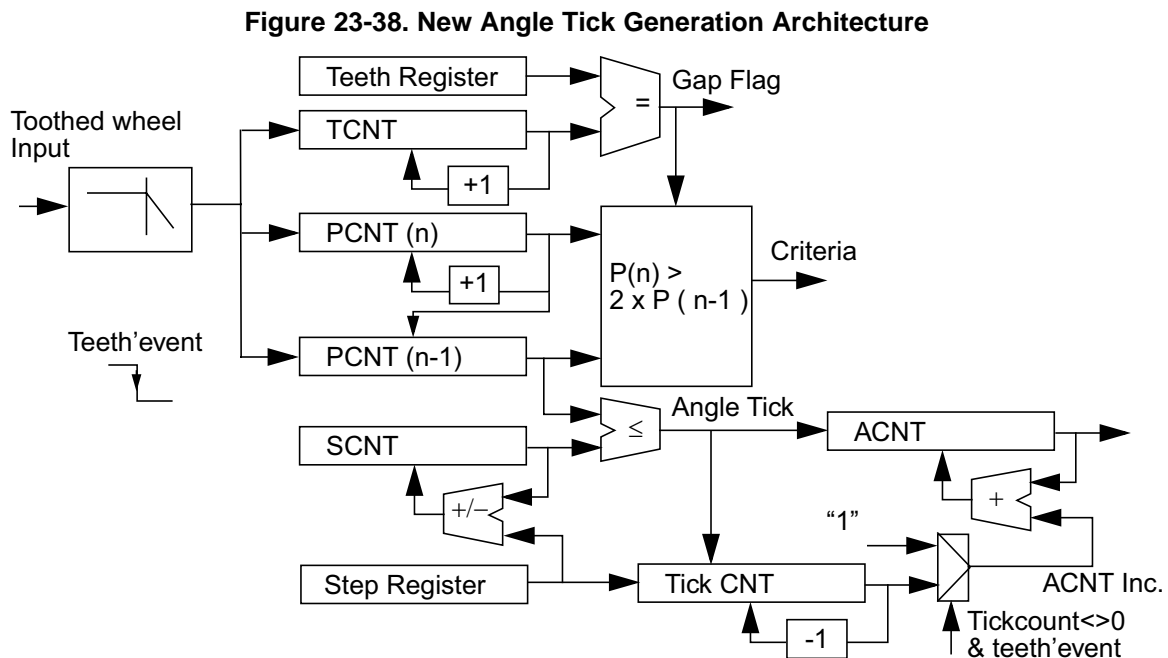 Figure 23-38. New Angle Tick Generation Architecture
Teeth Register
Gap Flag
=
Toothed wheel
Input
TCNT
+1
PCNT (n)
Criteria
P(n) >
2 x P ( n-1 )
+1
Teeth'event
PCNT (n-1)
Angle Tick
≤
SCNT
ACNT
+/−
+
"1"
Step Register
Tick CNT
ACNT Inc.
-1
Tickcount<>0
& teeth'event